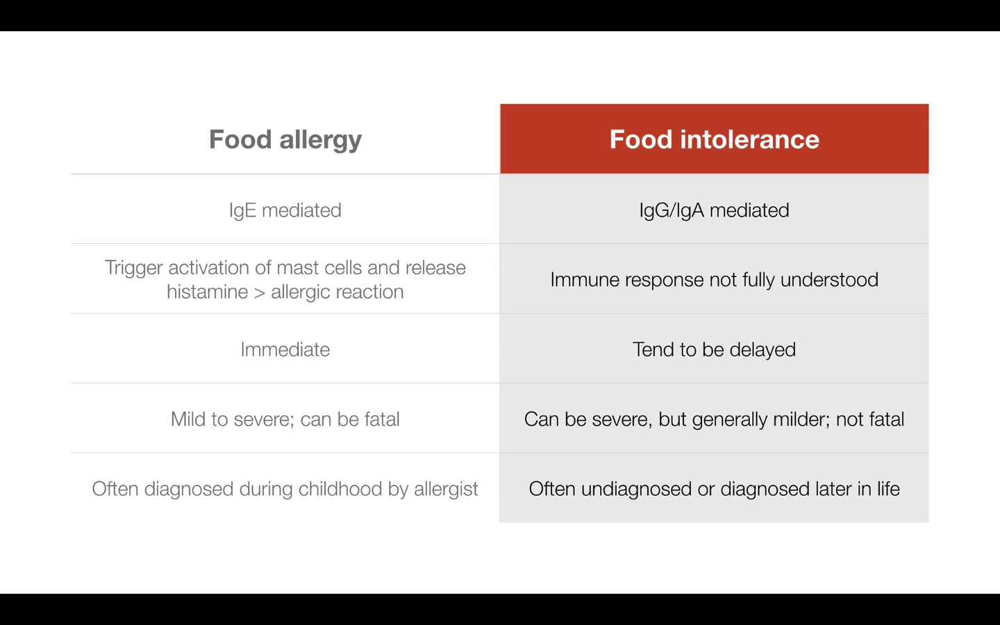 Food allergy
Food intolerance
IgE mediated
IgG/IgA mediated
Trigger activation of mast cells and release
histamine > allergic reaction
Immune response not fully understood
Immediate
Tend to be delayed
Mild to severe; can be fatal
Can be severe, but generally milder; not fatal
Often diagnosed during childhood by allergist
Often undiagnosed or diagnosed later in life